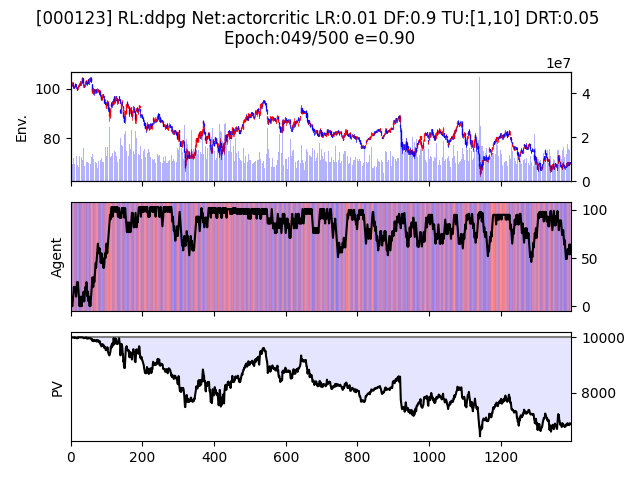 [000123] RL:ddpg Net:actorcritic LR:0.01 DF:0.9 TU:[1,10] DRT:0.05
Epoch:049/500 e=0.90
1e7
100
80
Env.
4
2
0
Agent
100
50
0
PV
10000
8000
0 200 400 600 800 1000 1200